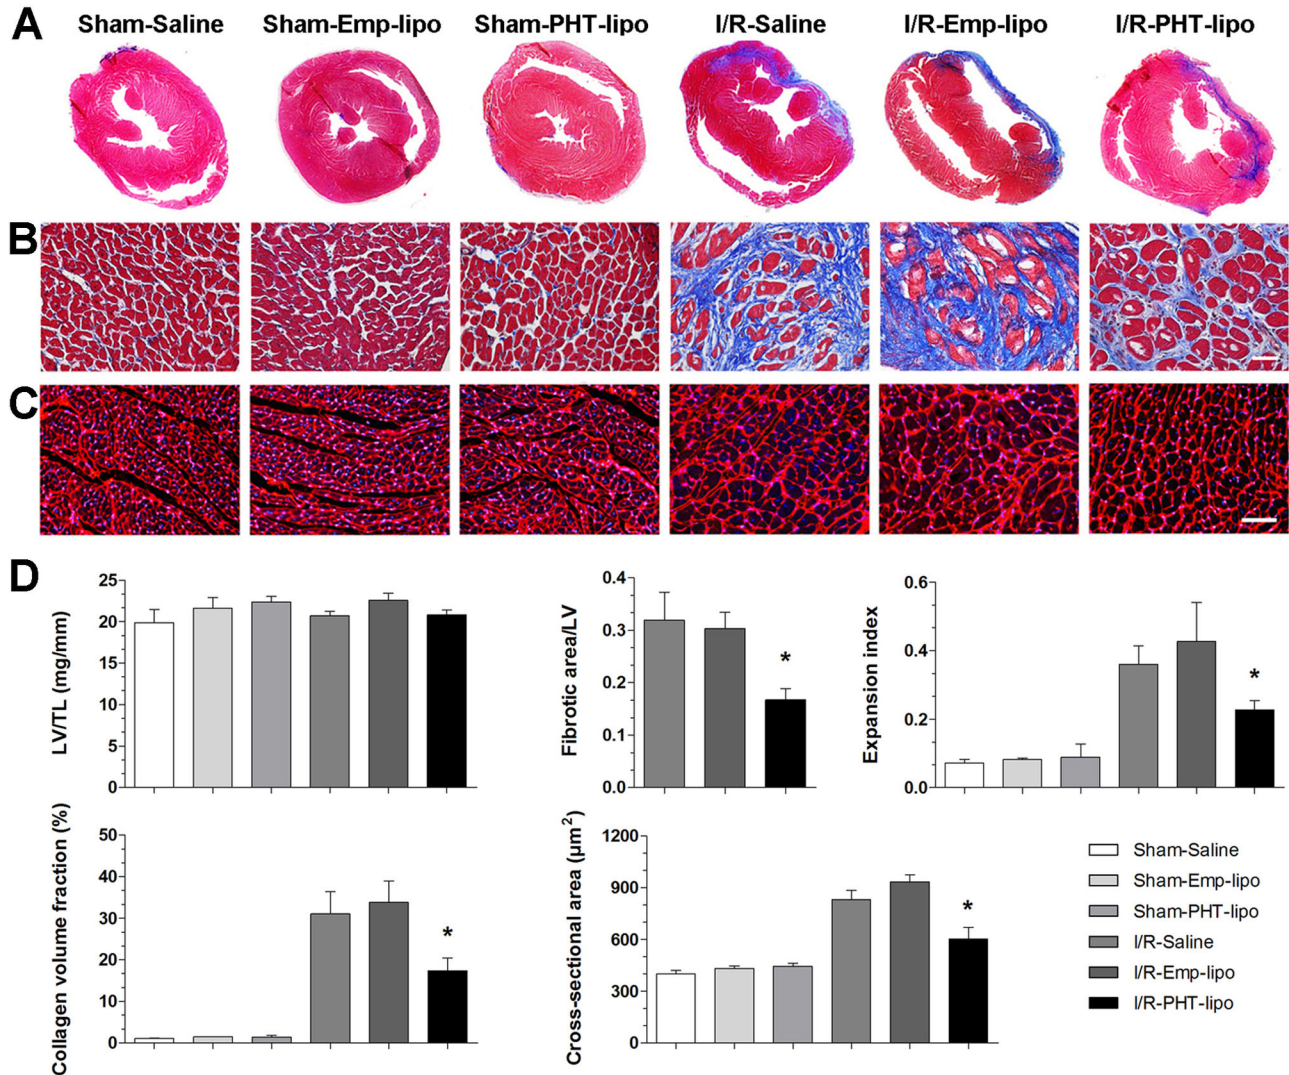 A
Sham-Saline Sham-Emp-lipo Sham-PHT-lipo I/R-Saline I/R-Emp-lipo I/R-PHT-lipo
B
C
D
LV/TL (mg/mm)
25
20
15
10
5
0
Fibrotic area/LV
0.4
0.3
0.2
0.1
0.0
*
Expansion index
0.6
0.4
0.2
0.0
*
Collagen volume fraction (%)
50
40
30
20
10
0
*
Cross-sectional area (μm²)
1200
900
600
300
0
*
Sham-Saline
Sham-Emp-lipo
Sham-PHT-lipo
I/R-Saline
I/R-Emp-lipo
I/R-PHT-lipo